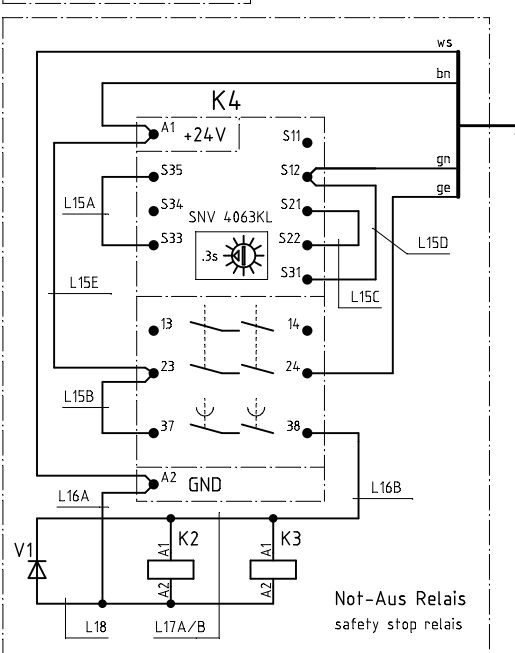 ws
bn
K4
A1
+24V
S11
gn
S35
S12
ge
L15A
S34
SNV 4063KL
S21
S33
.3s
S22
L15D
S31
L15E
L15C
13
14
23
24
L15B
37
38
A2
GND
L16A
L16B
V1
A1
K2
A1
K3
A2
A2
Not-Aus Relais
safety stop relais
L18
L17A/B